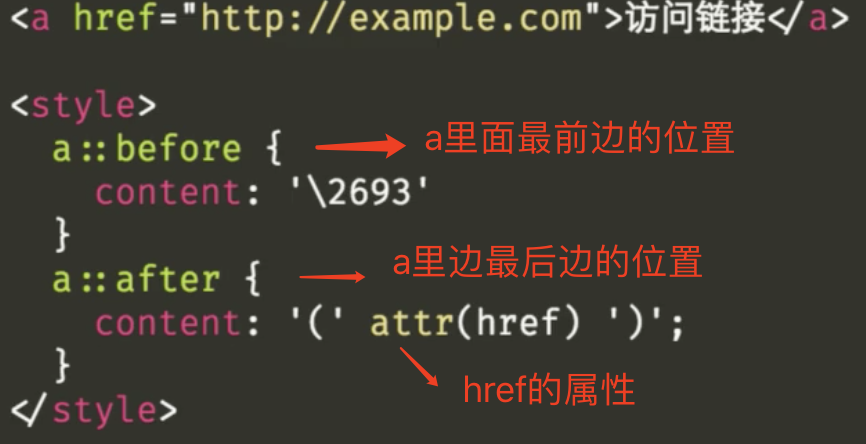 <a href="http://example.com">访问链接</a>
<style>
a::before { a里面最前边的位置
content: '\2693'
}
a::after { a里边最后边的位置
content: '(' attr(href) ')';
} href的属性
</style>